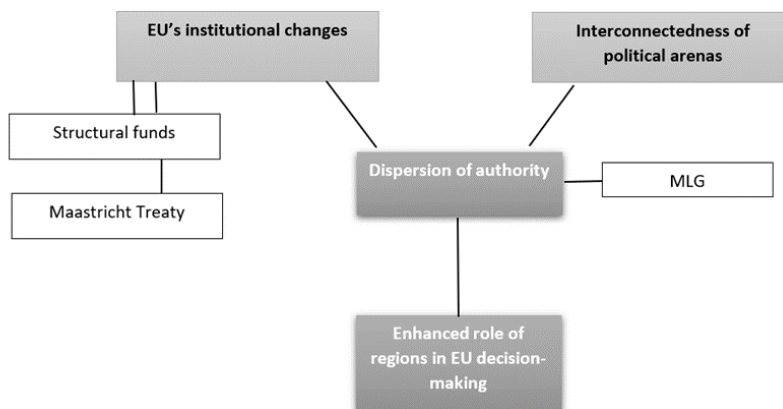 EU's institutional changes
Interconnectedness of
political arenas
Structural funds
Dispersion of authority
MLG
Maastricht Treaty
Enhanced role of
regions in EU decision-
making